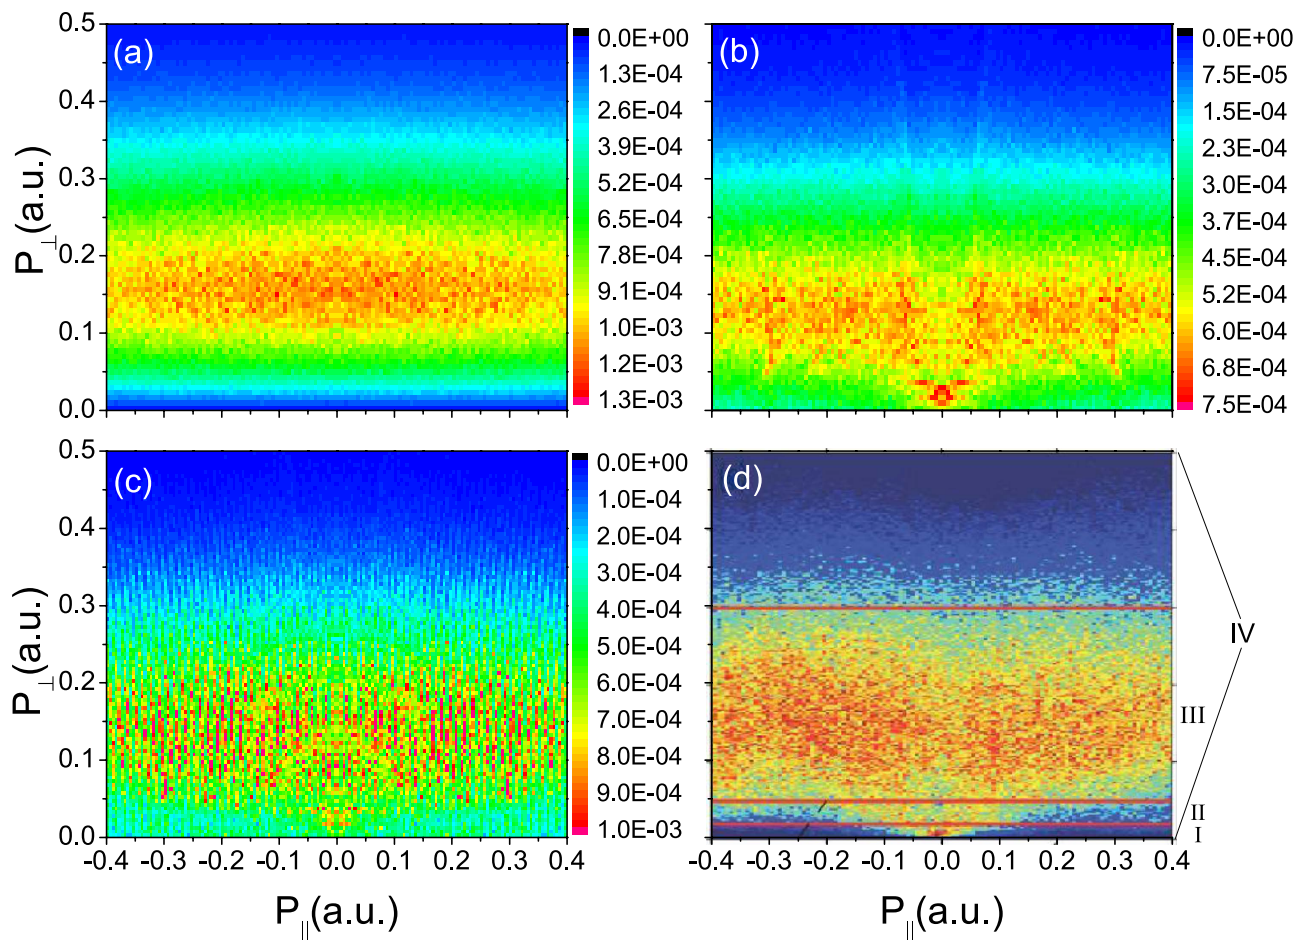 (a)
0.5
0.4
0.3
0.2
0.1
0.0
P⊥(a.u.)
0.0E+00
1.3E-04
2.6E-04
3.9E-04
5.2E-04
6.5E-04
7.8E-04
9.1E-04
1.0E-03
1.2E-03
1.3E-03
(b)
0.0E+00
7.5E-05
1.5E-04
2.3E-04
3.0E-04
3.7E-04
4.5E-04
5.2E-04
6.0E-04
6.8E-04
7.5E-04
(c)
0.5
0.4
0.3
0.2
0.1
0.0
P⊥(a.u.)
-0.4 -0.3 -0.2 -0.1 0.0 0.1 0.2 0.3 0.4
P||(a.u.)
0.0E+00
1.0E-04
2.0E-04
3.0E-04
4.0E-04
5.0E-04
6.0E-04
7.0E-04
8.0E-04
9.0E-04
1.0E-03
(d)
IV
III
II
I
-0.4 -0.3 -0.2 -0.1 0.0 0.1 0.2 0.3 0.4
P||(a.u.)